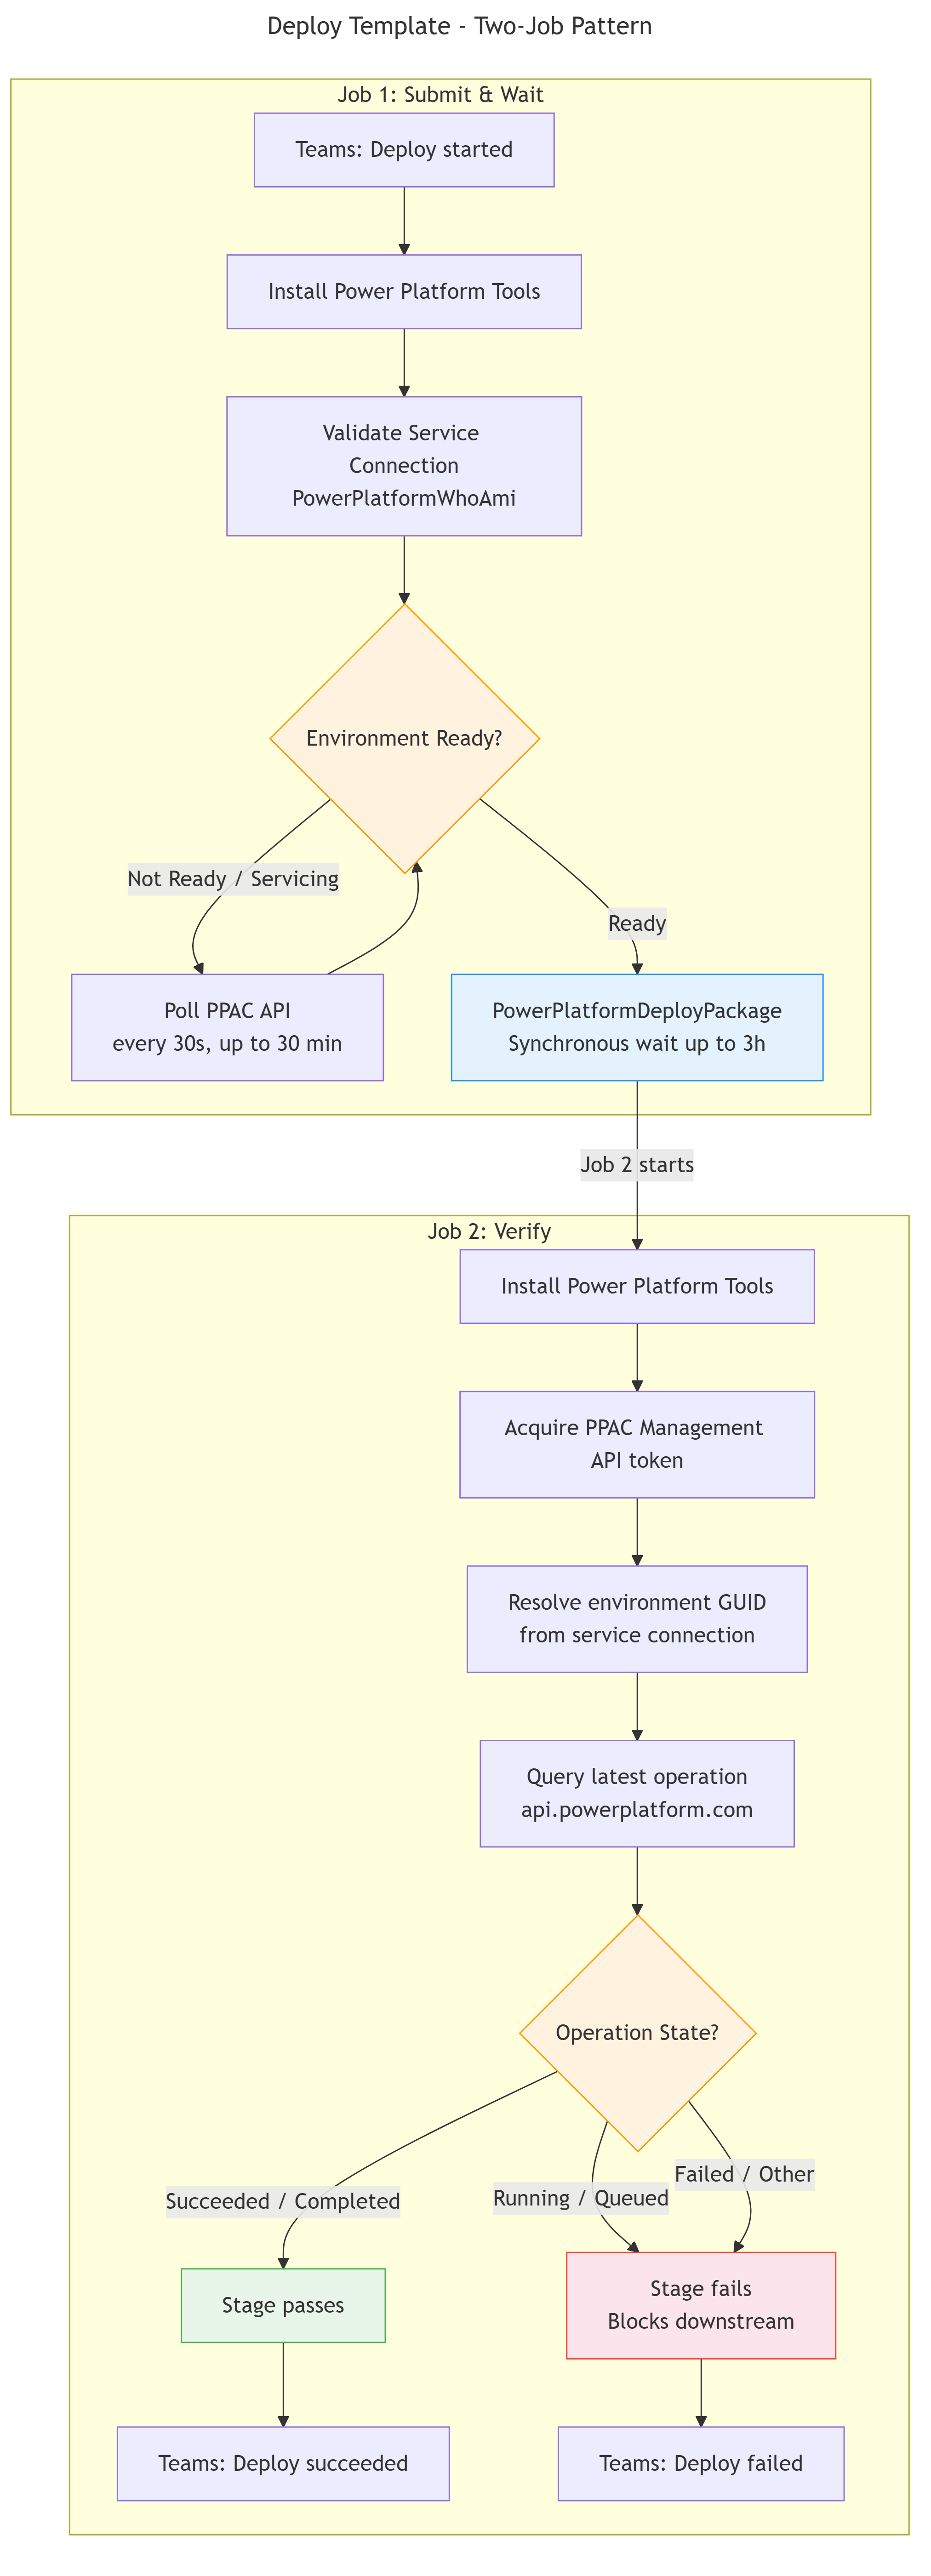 Deploy Template - Two-Job Pattern
Job 1: Submit & Wait
Teams: Deploy started
Install Power Platform Tools
Validate Service
Connection
PowerPlatformWhoAmi
Environment Ready?
Not Ready / Servicing
Ready
Poll PPAC API
every 30s, up to 30 min
PowerPlatformDeployPackage
Synchronous wait up to 3h
Job 2 starts
Job 2: Verify
Install Power Platform Tools
Acquire PPAC Management
API token
Resolve environment GUID
from service connection
Query latest operation
api.powerplatform.com
Operation State?
Succeeded / Completed
Running / Queued
Failed / Other
Stage passes
Stage fails
Blocks downstream
Teams: Deploy succeeded
Teams: Deploy failed